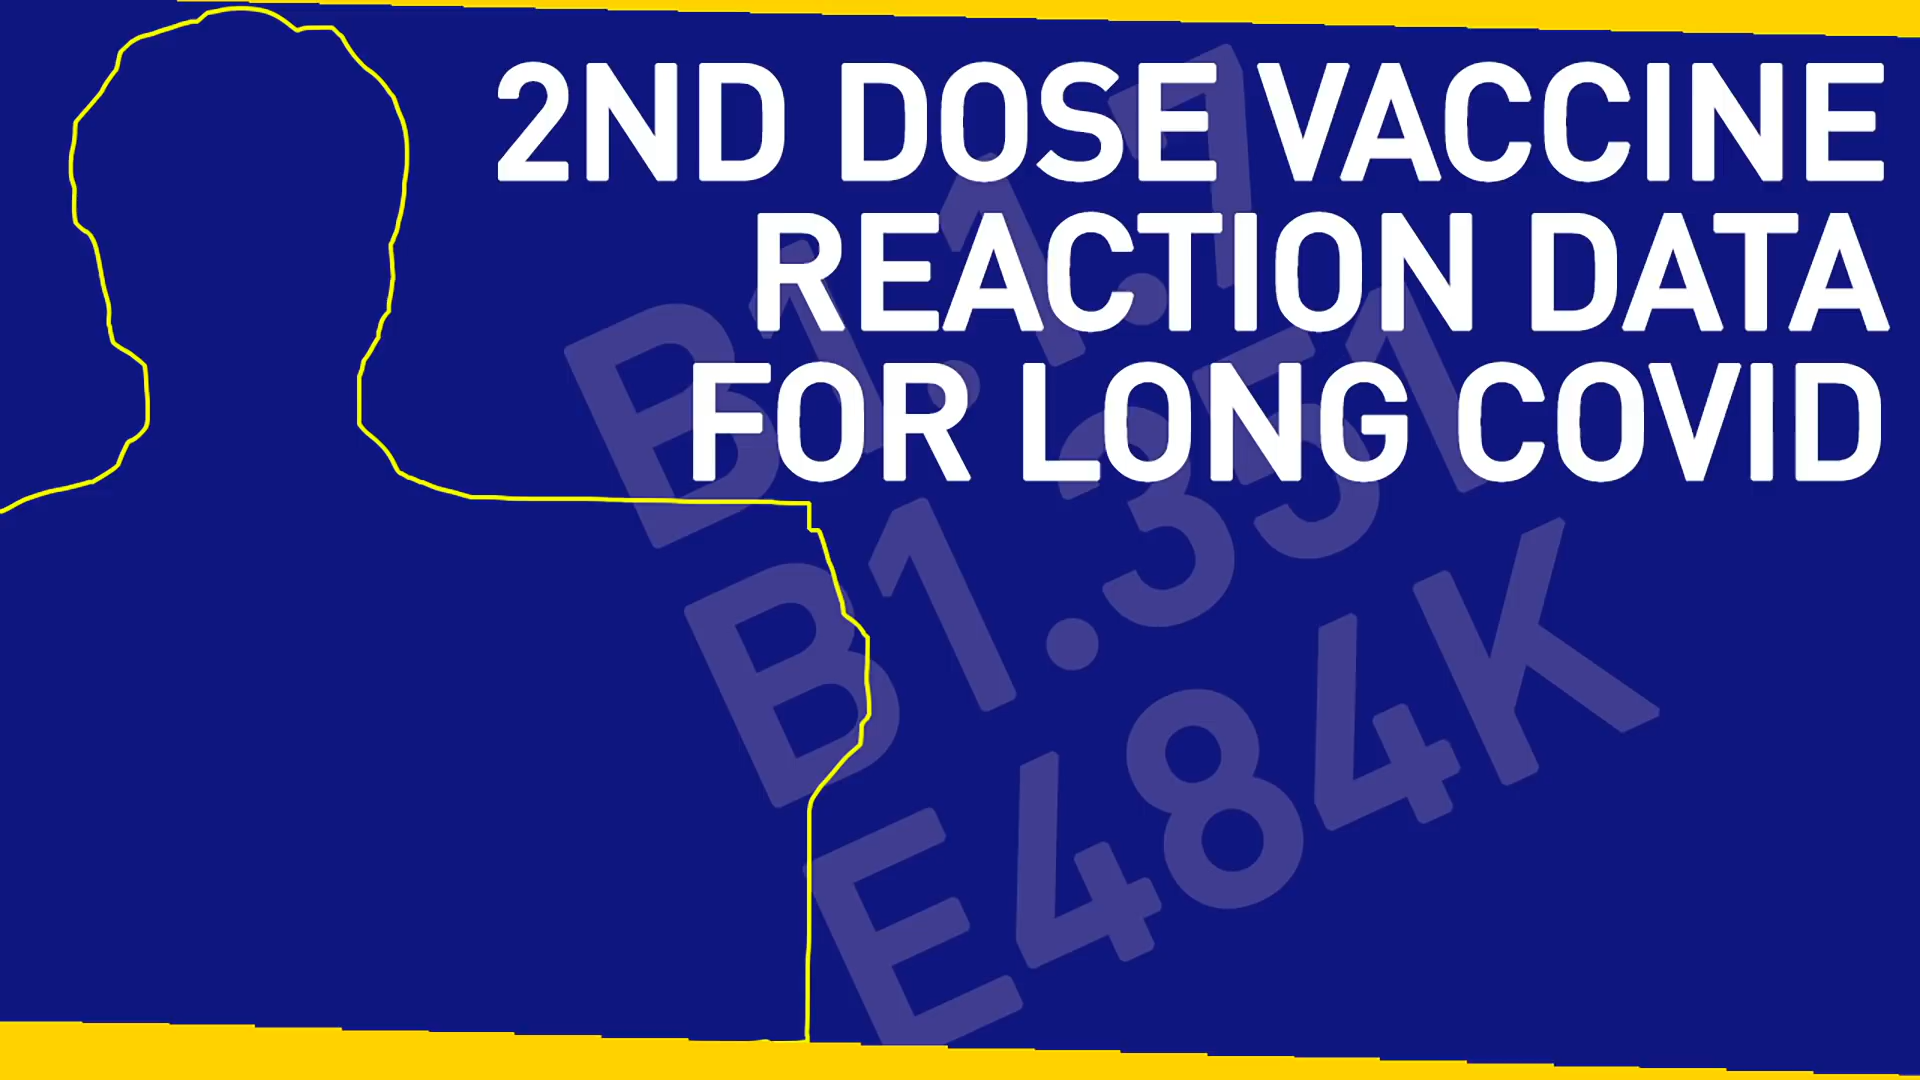 2ND DOSE VACCINE
REACTION DATA
FOR LONG COVID
B1.1.7
B1.351
E484K